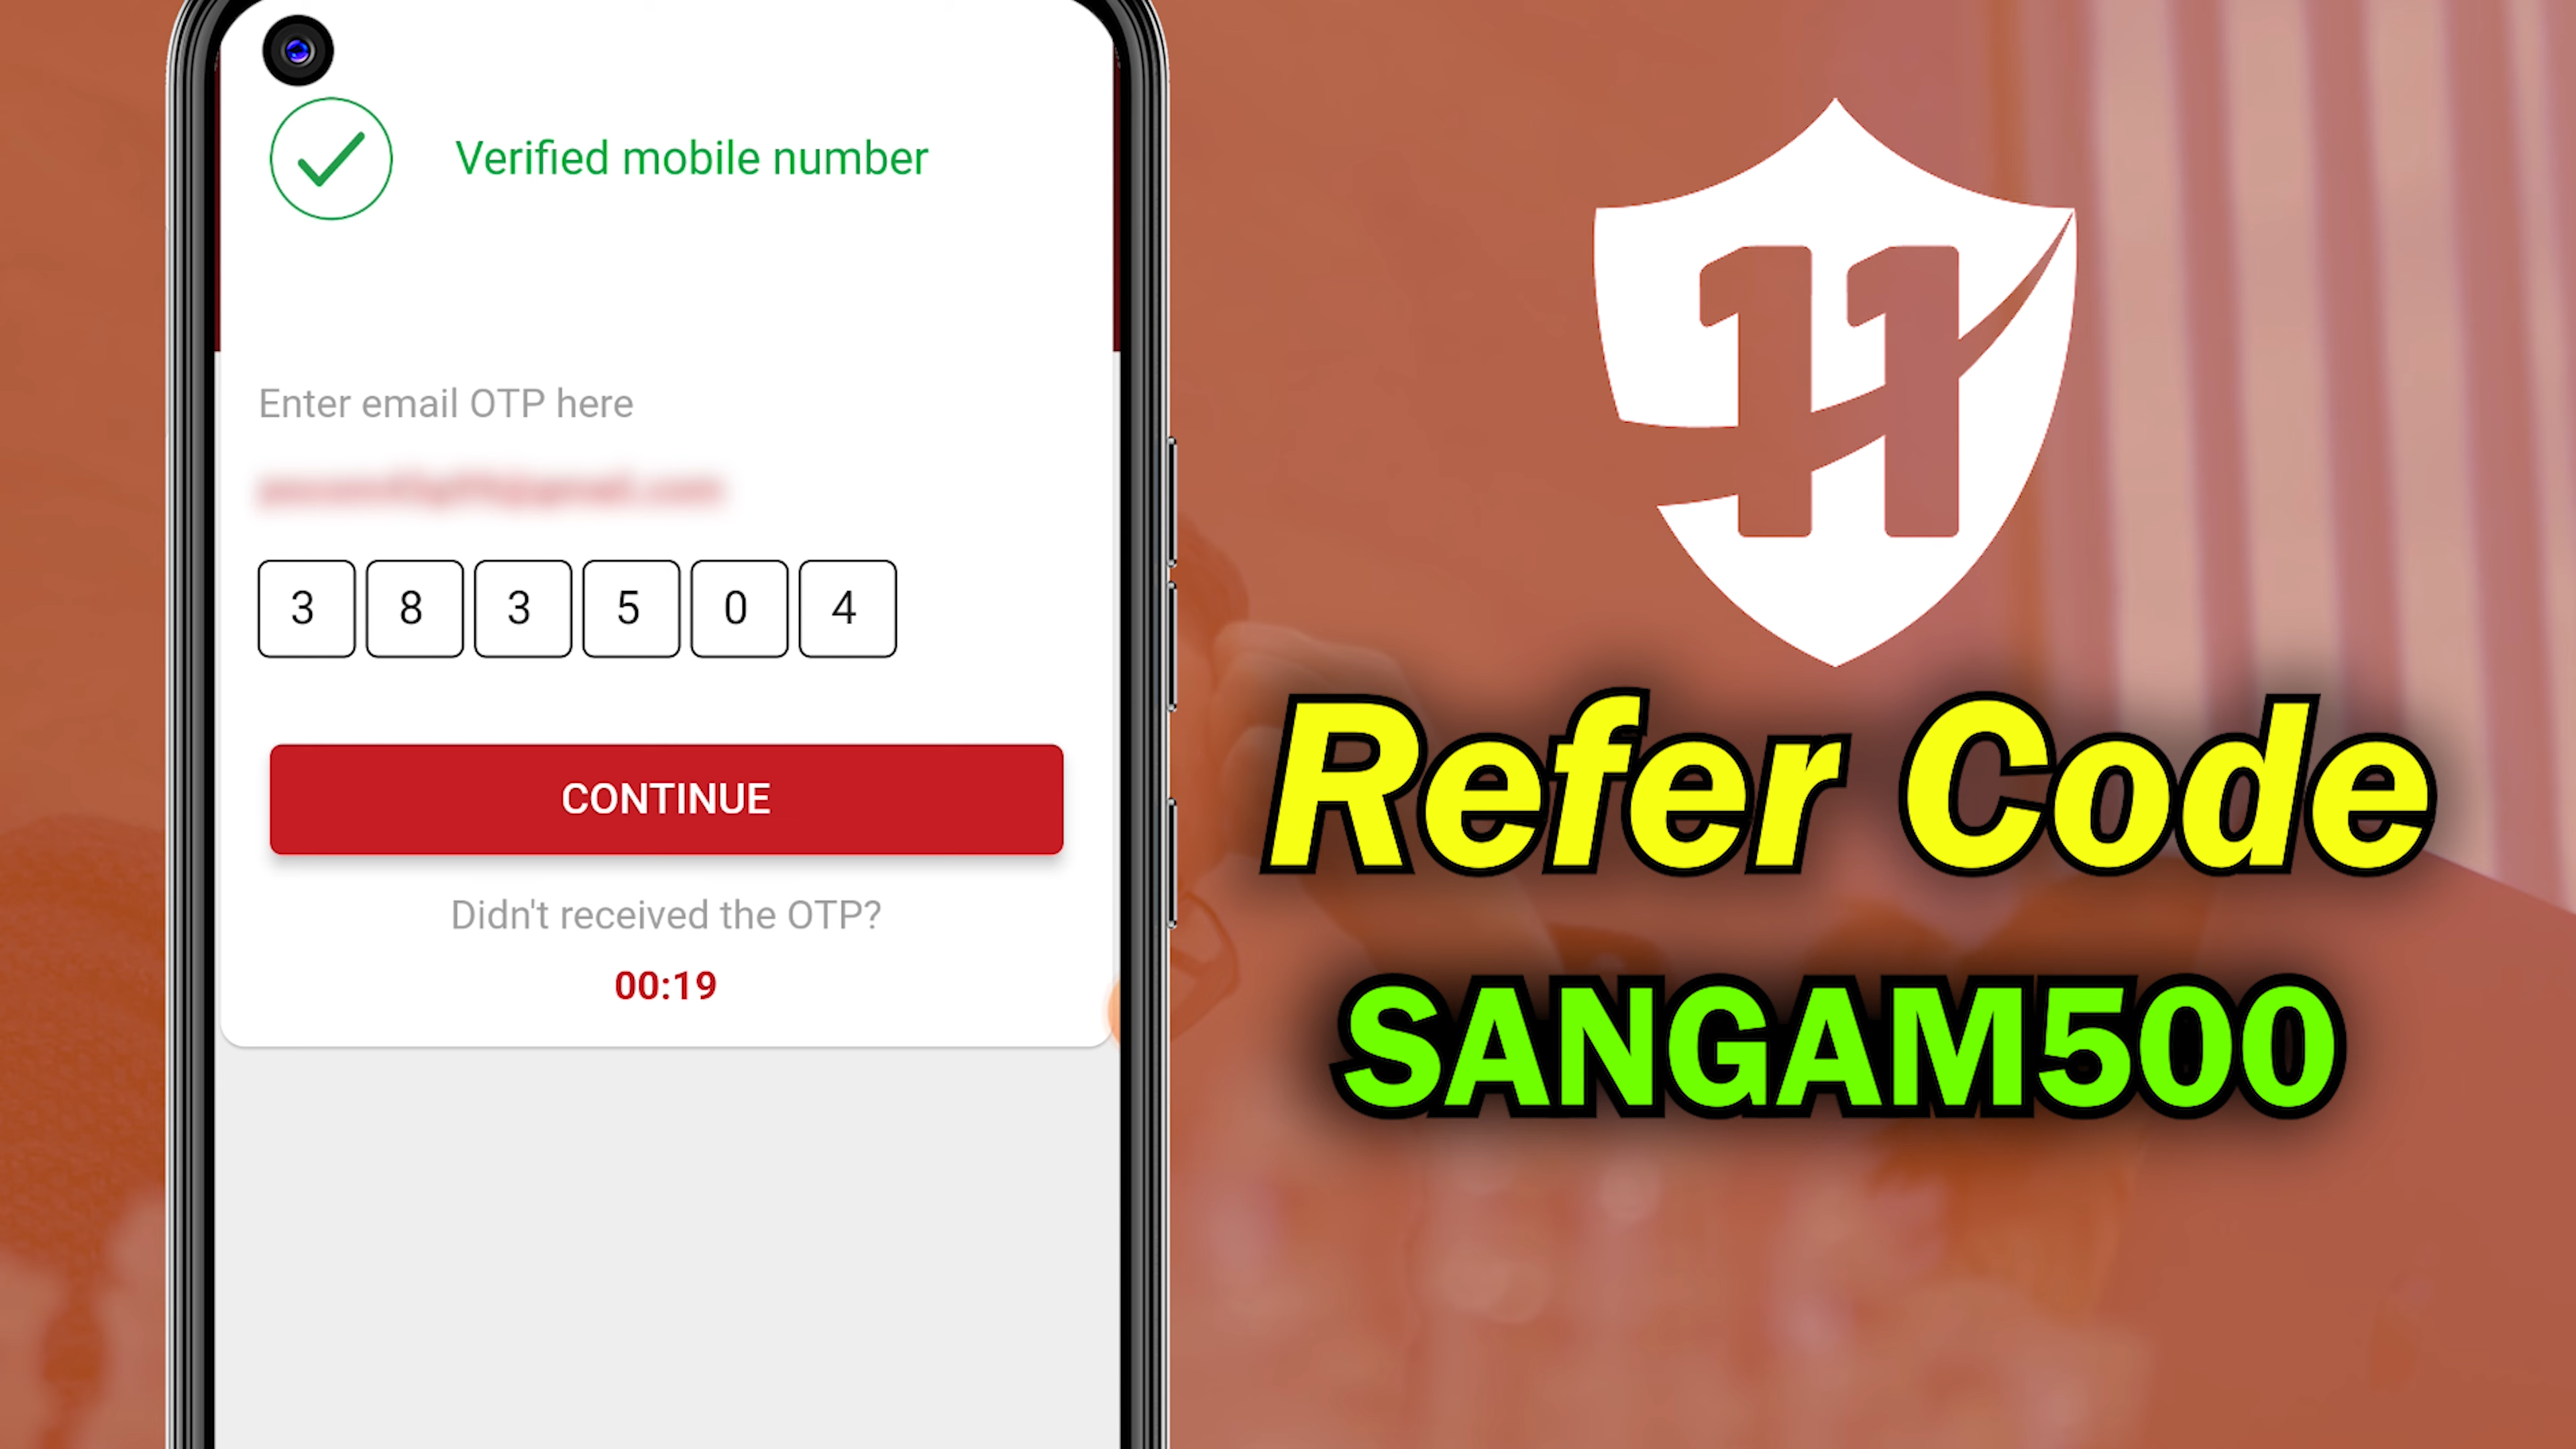 Verified mobile number
Enter email OTP here
3 8 3 5 0 4
CONTINUE
Didn't received the OTP?
00:19
11
Refer Code
SANGAM500